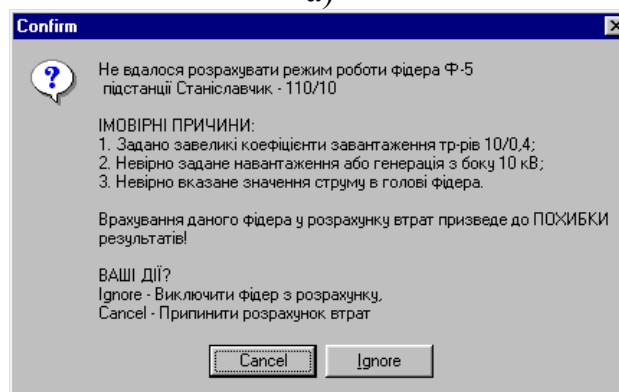 а)
Confirm
Не вдалося розрахувати режим роботи фідера Ф-5
підстанції Станіславчик - 110/10
ІМОВІРНІ ПРИЧИНИ:
1. Задано завеликі коефіцієнти завантаження тр-рів 10/0,4;
2. Невірно задане навантаження або генерація з боку 10 кВ;
3. Невірно вказане значення струму в голові фідера.
Врахування даного фідера у розрахунку втрат призведе до ПОХИБКИ
результатів!
ВАШІ ДІЇ?
Ignore - Виключити фідер з розрахунку,
Cancel - Припинити розрахунок втрат
Cancel Ignore